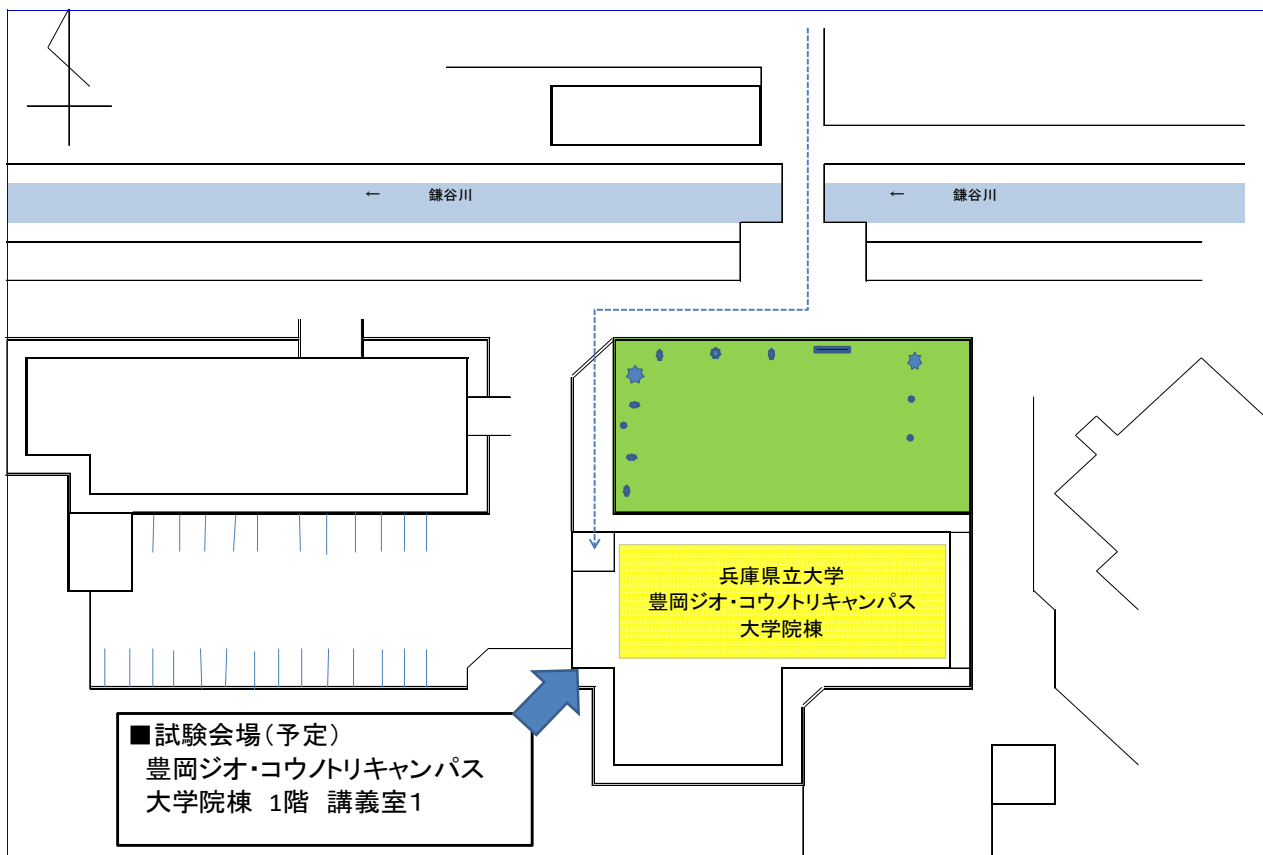 ← 鎌谷川
← 鎌谷川
兵庫県立大学
豊岡ジオ・コウノトリキャンパス
大学院棟
■試験会場(予定)
豊岡ジオ・コウノトリキャンパス
大学院棟 1階 講義室1